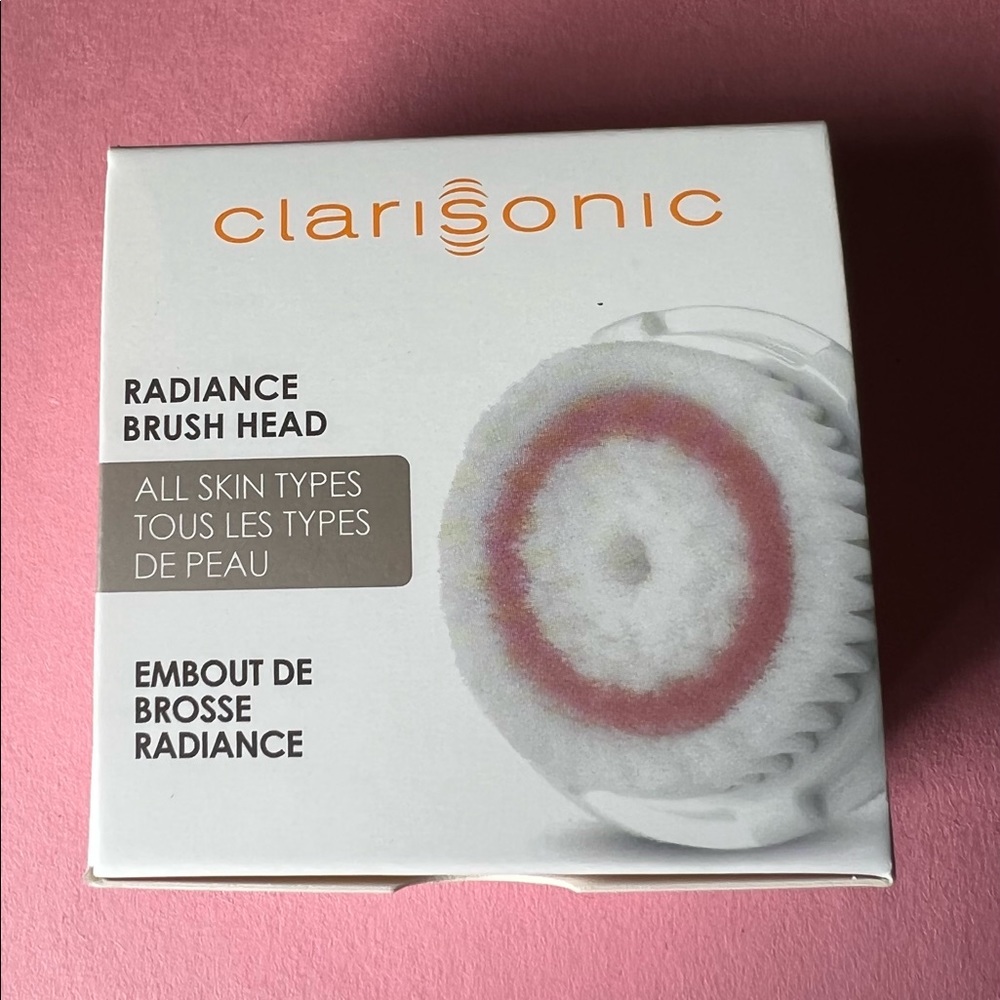 clarisonic
RADIANCE
BRUSH HEAD
ALL SKIN TYPES
TOUS LES TYPES
DE PEAU
EMBOUT DE
BROSSE
RADIANCE